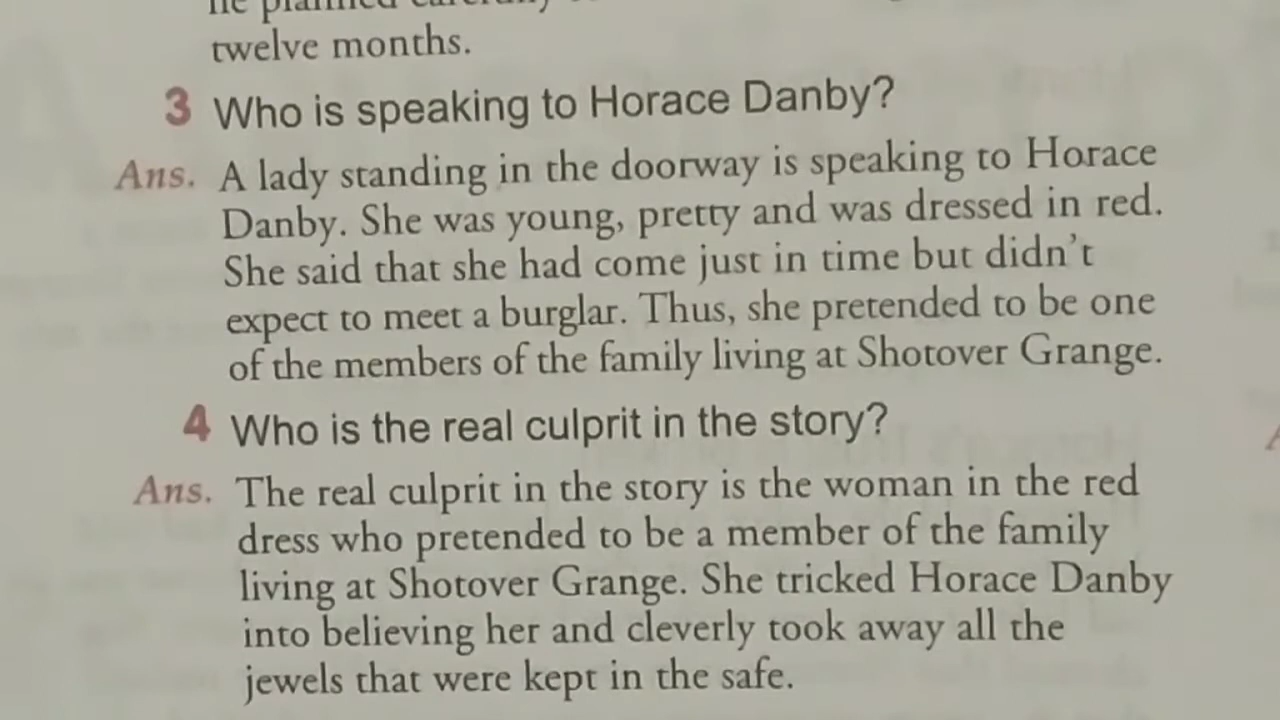 he planned carefully
twelve months.
3 Who is speaking to Horace Danby?
Ans. A lady standing in the doorway is speaking to Horace
Danby. She was young, pretty and was dressed in red.
She said that she had come just in time but didn't
expect to meet a burglar. Thus, she pretended to be one
of the members of the family living at Shotover Grange.
4 Who is the real culprit in the story?
Ans. The real culprit in the story is the woman in the red
dress who pretended to be a member of the family
living at Shotover Grange. She tricked Horace Danby
into believing her and cleverly took away all the
jewels that were kept in the safe.